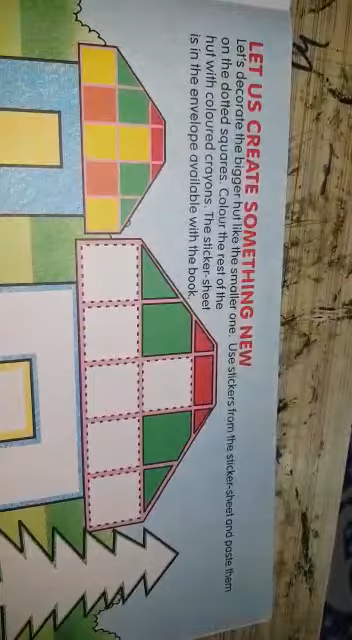 LET US CREATE SOMETHING NEW
Let's decorate the bigger hut like the smaller one. Use stickers from the sticker-sheet and paste them
on the dotted squares. Colour the rest of the
hut with coloured crayons. The sticker-sheet
is in the envelope available with the book.